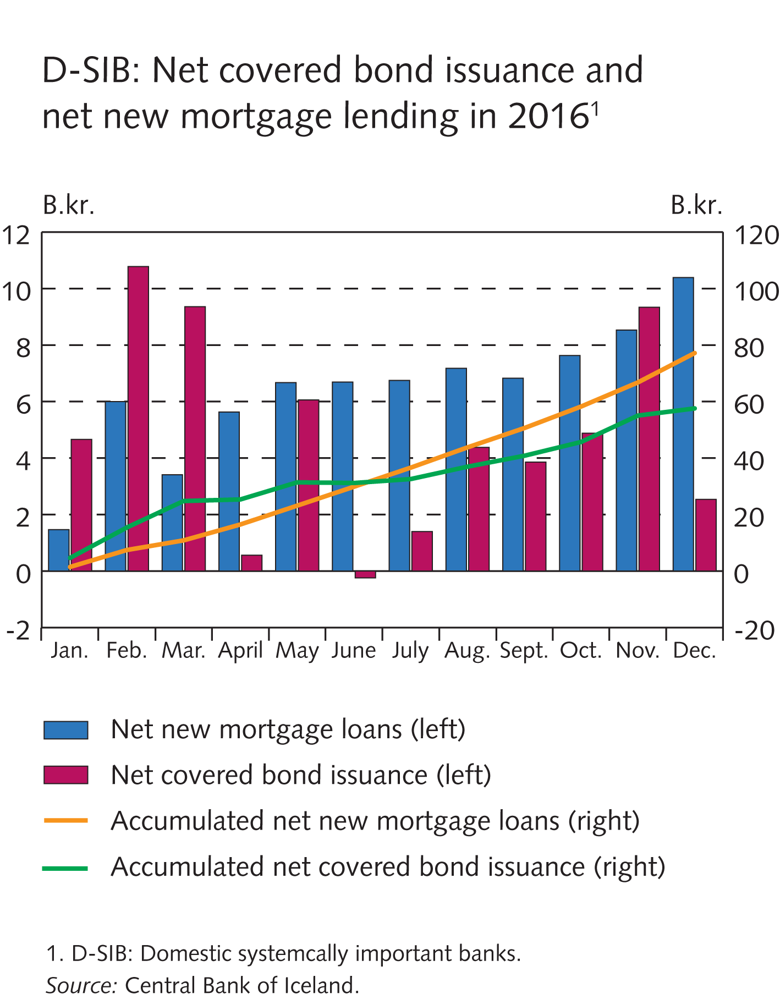 D-SIB: Net covered bond issuance and
net new mortgage lending in 2016¹
B.kr. B.kr.
12 120
10 100
8 80
6 60
4 40
2 20
0 0
-2 -20
Jan. Feb. Mar. April May June July Aug. Sept. Oct. Nov. Dec.
Net new mortgage loans (left)
Net covered bond issuance (left)
Accumulated net new mortgage loans (right)
Accumulated net covered bond issuance (right)
1. D-SIB: Domestic systemcally important banks.
Source: Central Bank of Iceland.